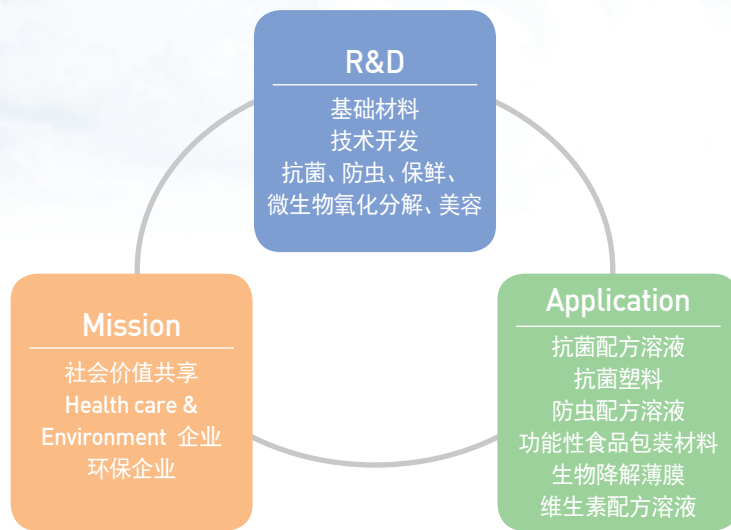 R&D
基础材料
技术开发
抗菌、防虫、保鲜、
微生物氧化分解、美容
Mission
社会价值共享
Health care &
Environment 企业
环保企业
Application
抗菌配方溶液
抗菌塑料
防虫配方溶液
功能性食品包装材料
生物降解薄膜
维生素配方溶液